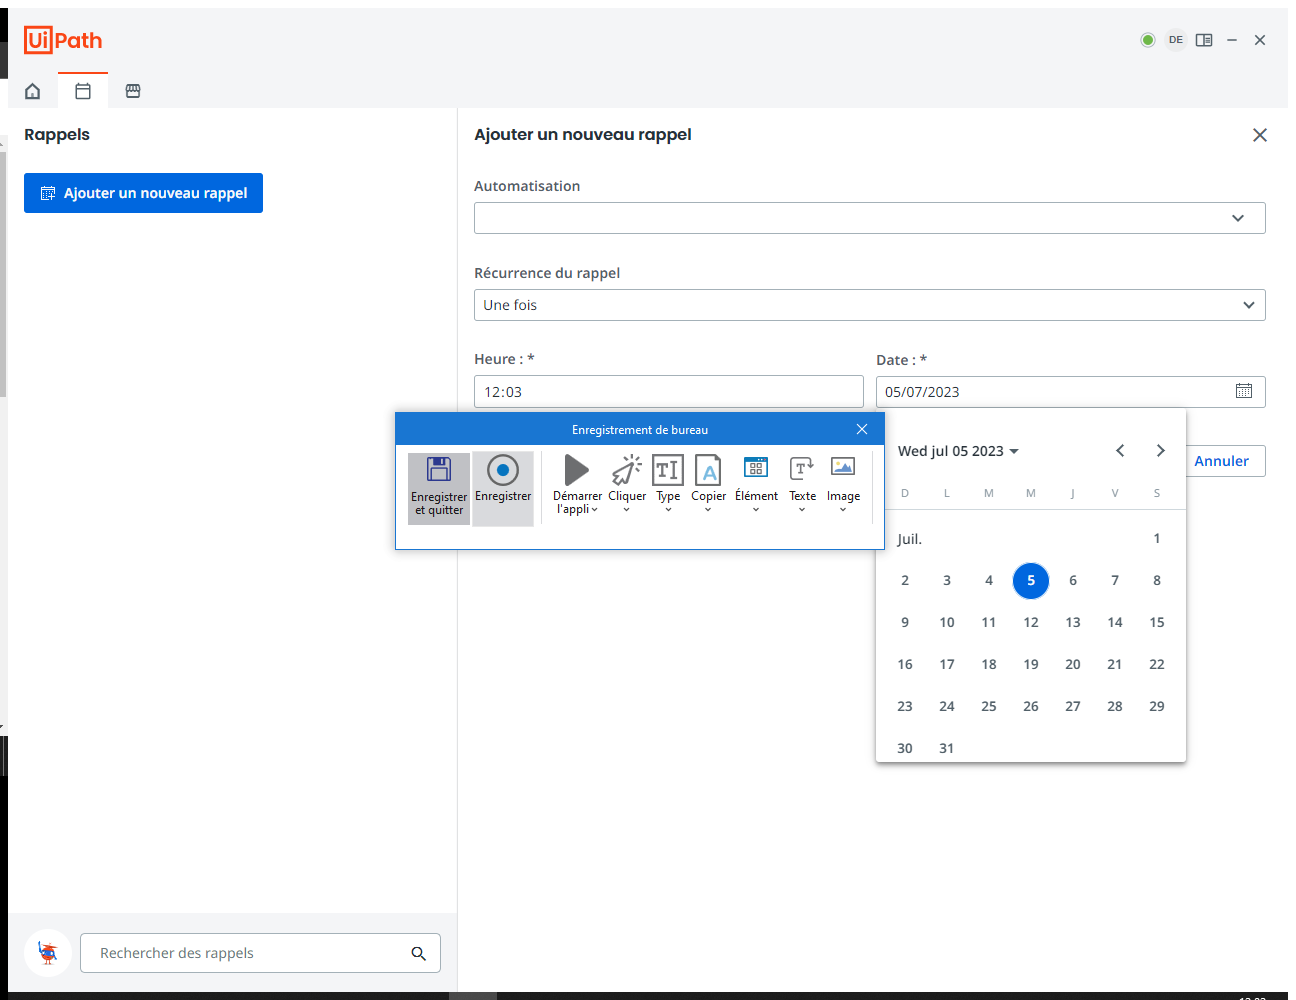 UiPath
DE
Rappels
Ajouter un nouveau rappel
Ajouter un nouveau rappel
Automatisation
Récurrence du rappel
Une fois
Heure : *
Date : *
12:03
05/07/2023
Enregistrement de bureau
Enregistrer et quitter
Enregistrer
Démarrer l'appli
Cliquer
Type
Copier
Élément
Texte
Image
Wed jul 05 2023
Annuler
D L M M J V S
Juil. 1
2 3 4 5 6 7 8
9 10 11 12 13 14 15
16 17 18 19 20 21 22
23 24 25 26 27 28 29
30 31
Rechercher des rappels